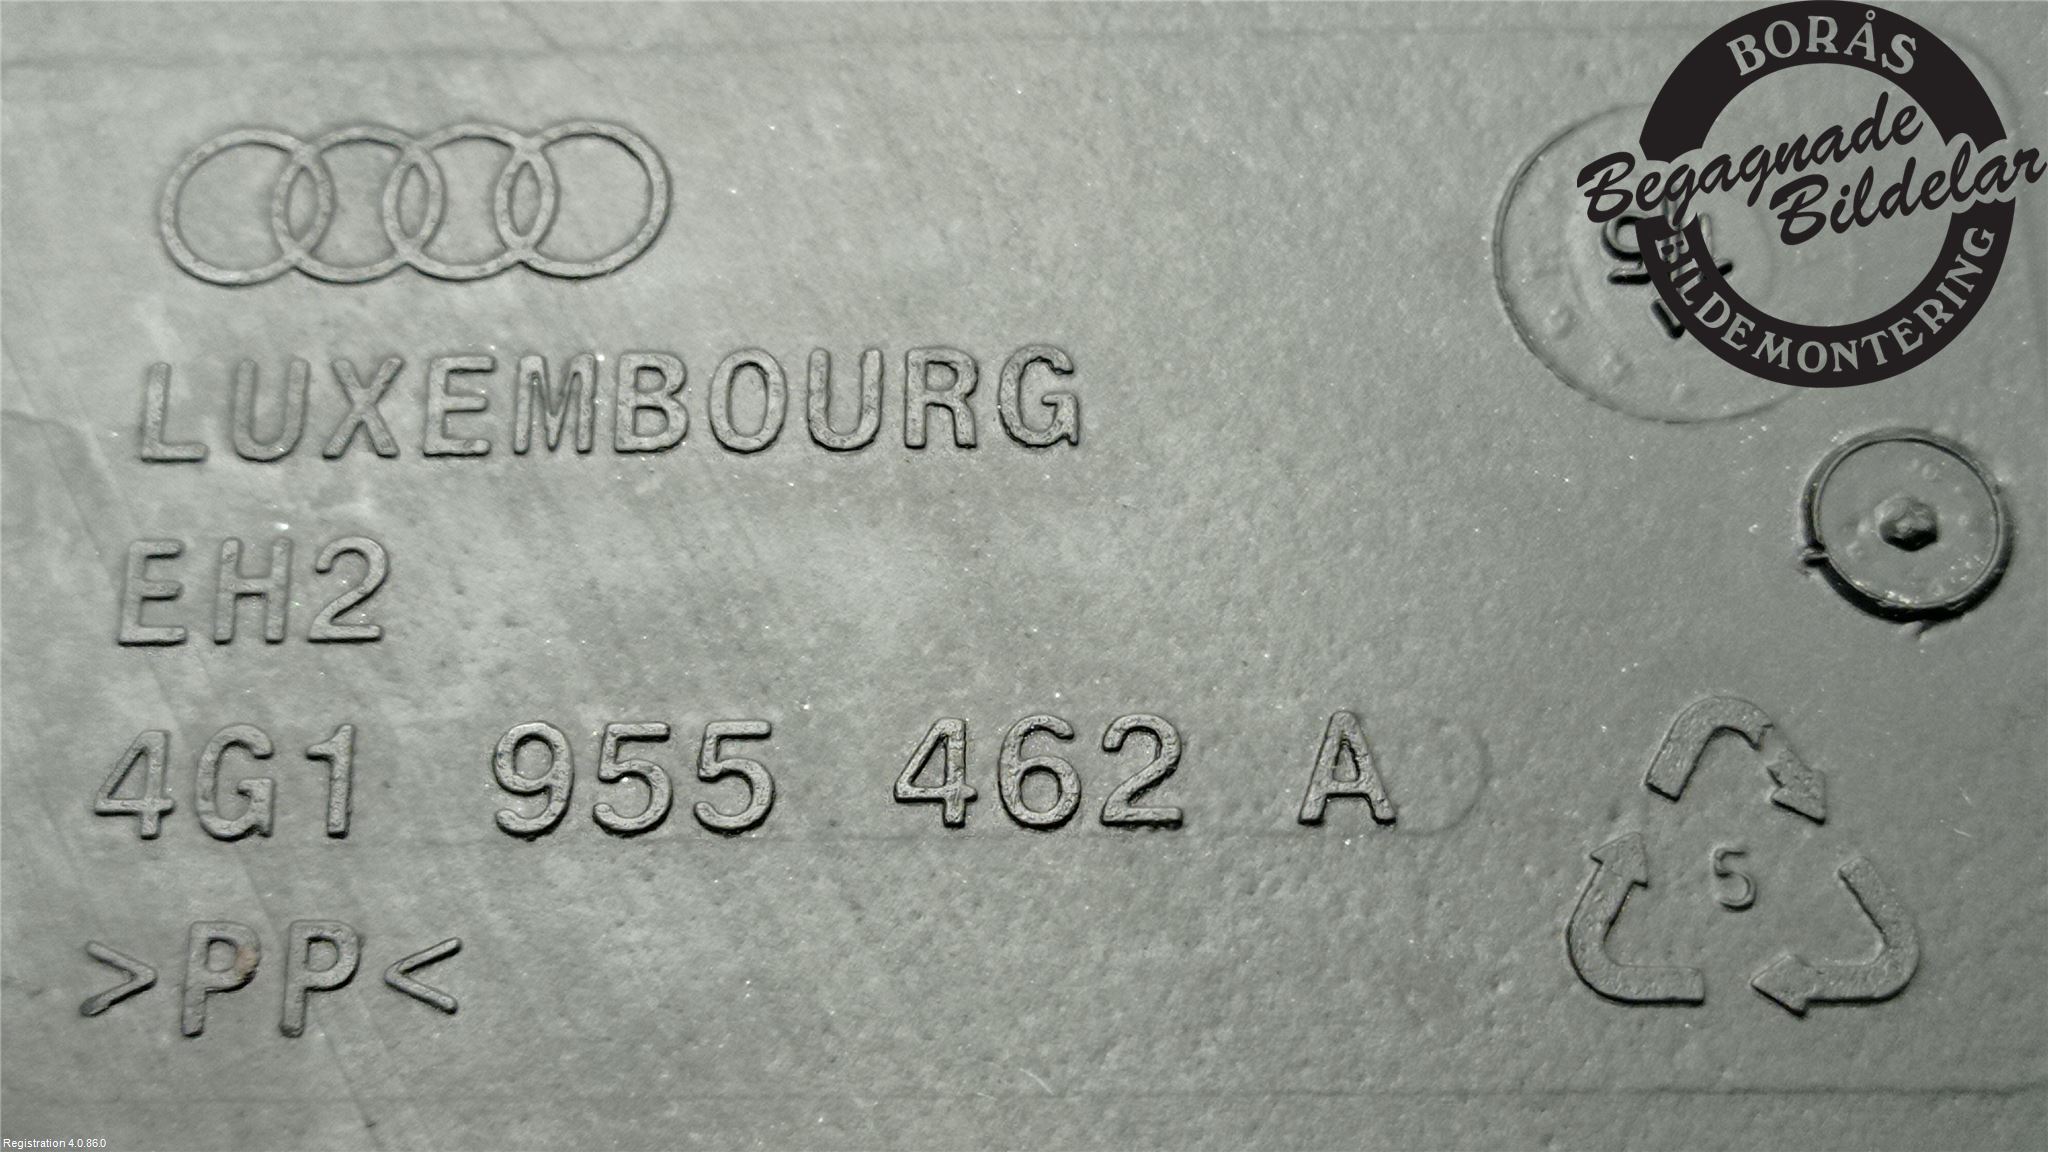 BORÅS
Begagnade
Bildelar
BILDEMONTERING
LUXEMBOURG
EH2
4G1 955 462 A
5
>PP<
Registration 4.0.86.0